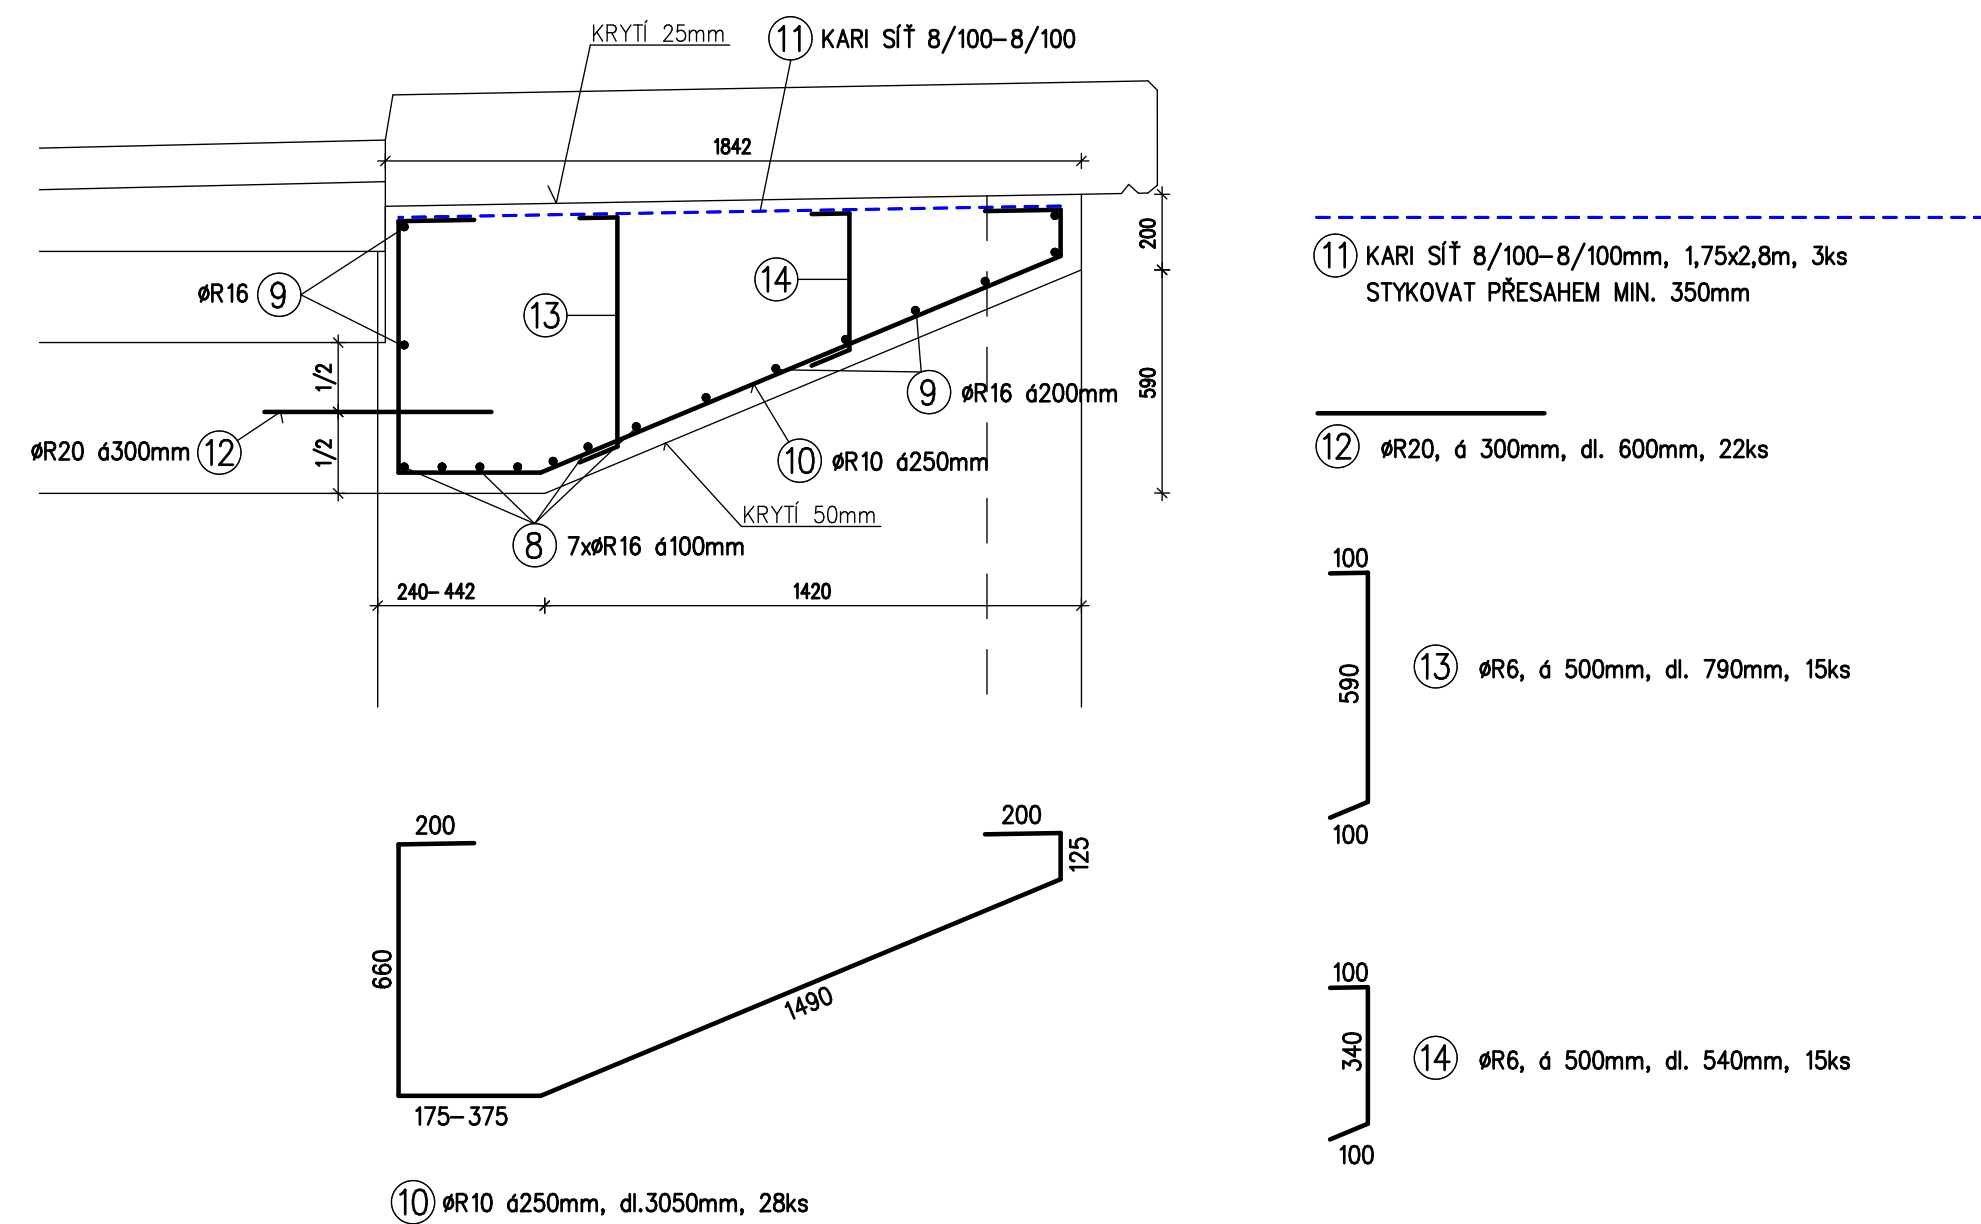 KRYTÍ 25mm
11 KARI SÍŤ 8/100-8/100
1842
200
590
øR16 9
13
14
1/2
1/2
øR20 á300mm 12
9 øR16 á200mm
10 øR10 á250mm
KRYTÍ 50mm
8 7xøR16 á100mm
240-442
1420
11 KARI SÍŤ 8/100-8/100mm, 1,75x2,8m, 3ks
STYKOVAT PŘESAHEM MIN. 350mm
12 øR20, á 300mm, dl. 600mm, 22ks
100
590
13 øR6, á 500mm, dl. 790mm, 15ks
100
200
200
125
660
1490
175-375
10 øR10 á250mm, dl.3050mm, 28ks
100
340
14 øR6, á 500mm, dl. 540mm, 15ks
100